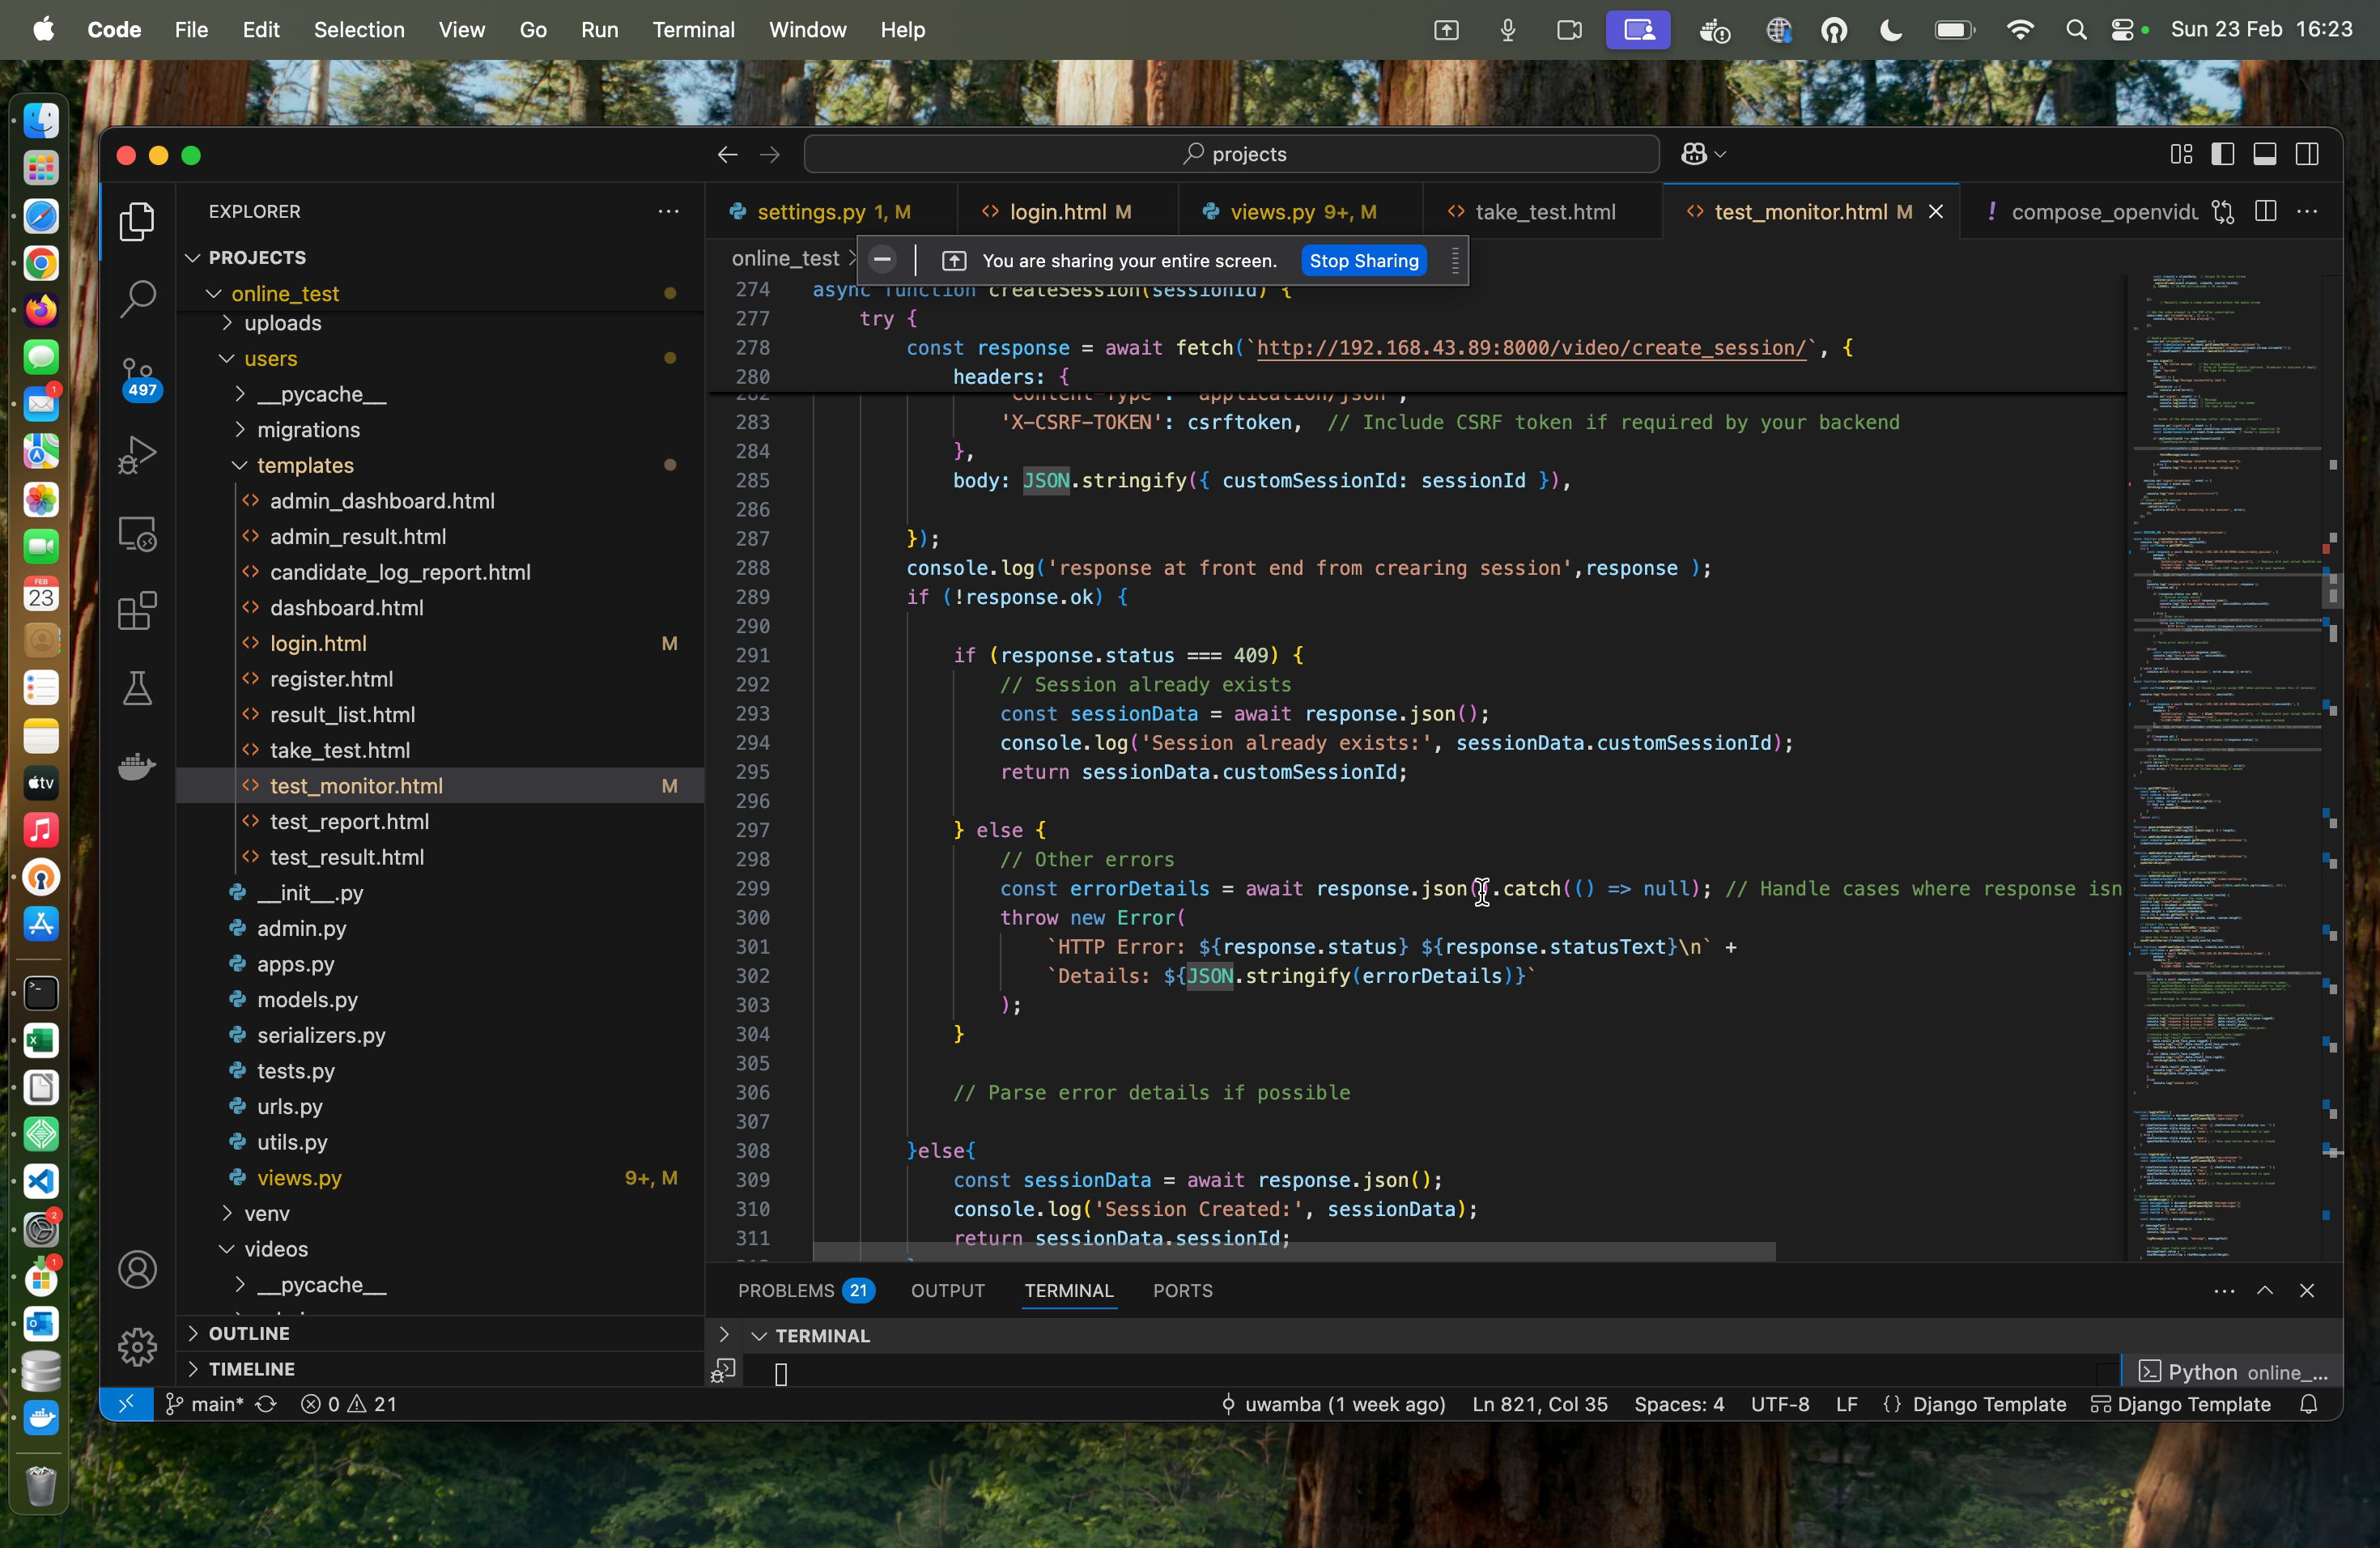 Code File Edit Selection View Go Run Terminal Window Help Sun 23 Feb 16:23
projects
EXPLORER
settings.py 1, M
login.html M
views.py 9+, M
take_test.html
test_monitor.html M
compose_openvidu
online_test
You are sharing your entire screen.
Stop Sharing
PROJECTS
online_test
uploads
users
__pycache__
migrations
templates
admin_dashboard.html
admin_result.html
candidate_log_report.html
dashboard.html
login.html M
register.html
result_list.html
take_test.html
test_monitor.html M
test_report.html
test_result.html
__init__.py
admin.py
apps.py
models.py
serializers.py
tests.py
urls.py
utils.py
views.py 9+, M
venv
videos
__pycache__
OUTLINE
TIMELINE
497
FEB
23
tv
1
2
1
274 async function createSession(sessionId) {
277 try {
278 const response = await fetch(`http://192.168.43.89:8000/video/create_session/`, {
280 headers: {
282 'Content-Type': 'application/json',
283 'X-CSRF-TOKEN': csrftoken, // Include CSRF token if required by your backend
284 },
285 body: JSON.stringify({ customSessionId: sessionId }),
286
287 });
288 console.log('response at front end from crearing session',response );
289 if (!response.ok) {
290
291 if (response.status === 409) {
292 // Session already exists
293 const sessionData = await response.json();
294 console.log('Session already exists:', sessionData.customSessionId);
295 return sessionData.customSessionId;
296
297 } else {
298 // Other errors
299 const errorDetails = await response.json().catch(() => null); // Handle cases where response isn
300 throw new Error(
301 `HTTP Error: ${response.status} ${response.statusText}\n` +
302 `Details: ${JSON.stringify(errorDetails)}`
303 );
304 }
305
306 // Parse error details if possible
307
308 }else{
309 const sessionData = await response.json();
310 console.log('Session Created:', sessionData);
311 return sessionData.sessionId;
PROBLEMS 21 OUTPUT TERMINAL PORTS
TERMINAL
Python online_...
main* 0 21 uwamba (1 week ago) Ln 821, Col 35 Spaces: 4 UTF-8 LF {} Django Template Django Template